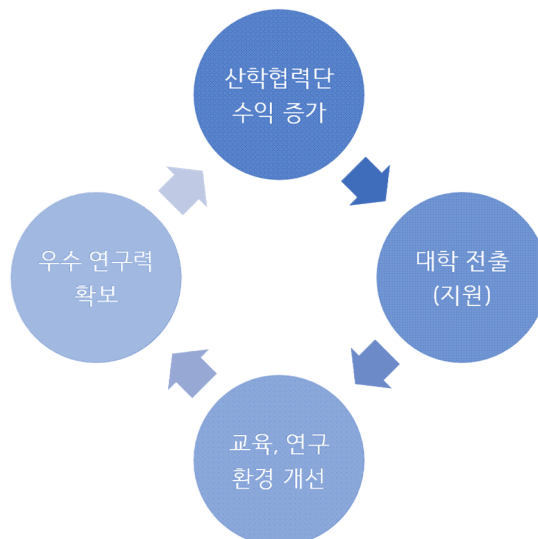 산학협력단
수익 증가
대학 전출
(지원)
교육, 연구
환경 개선
우수 연구력
확보